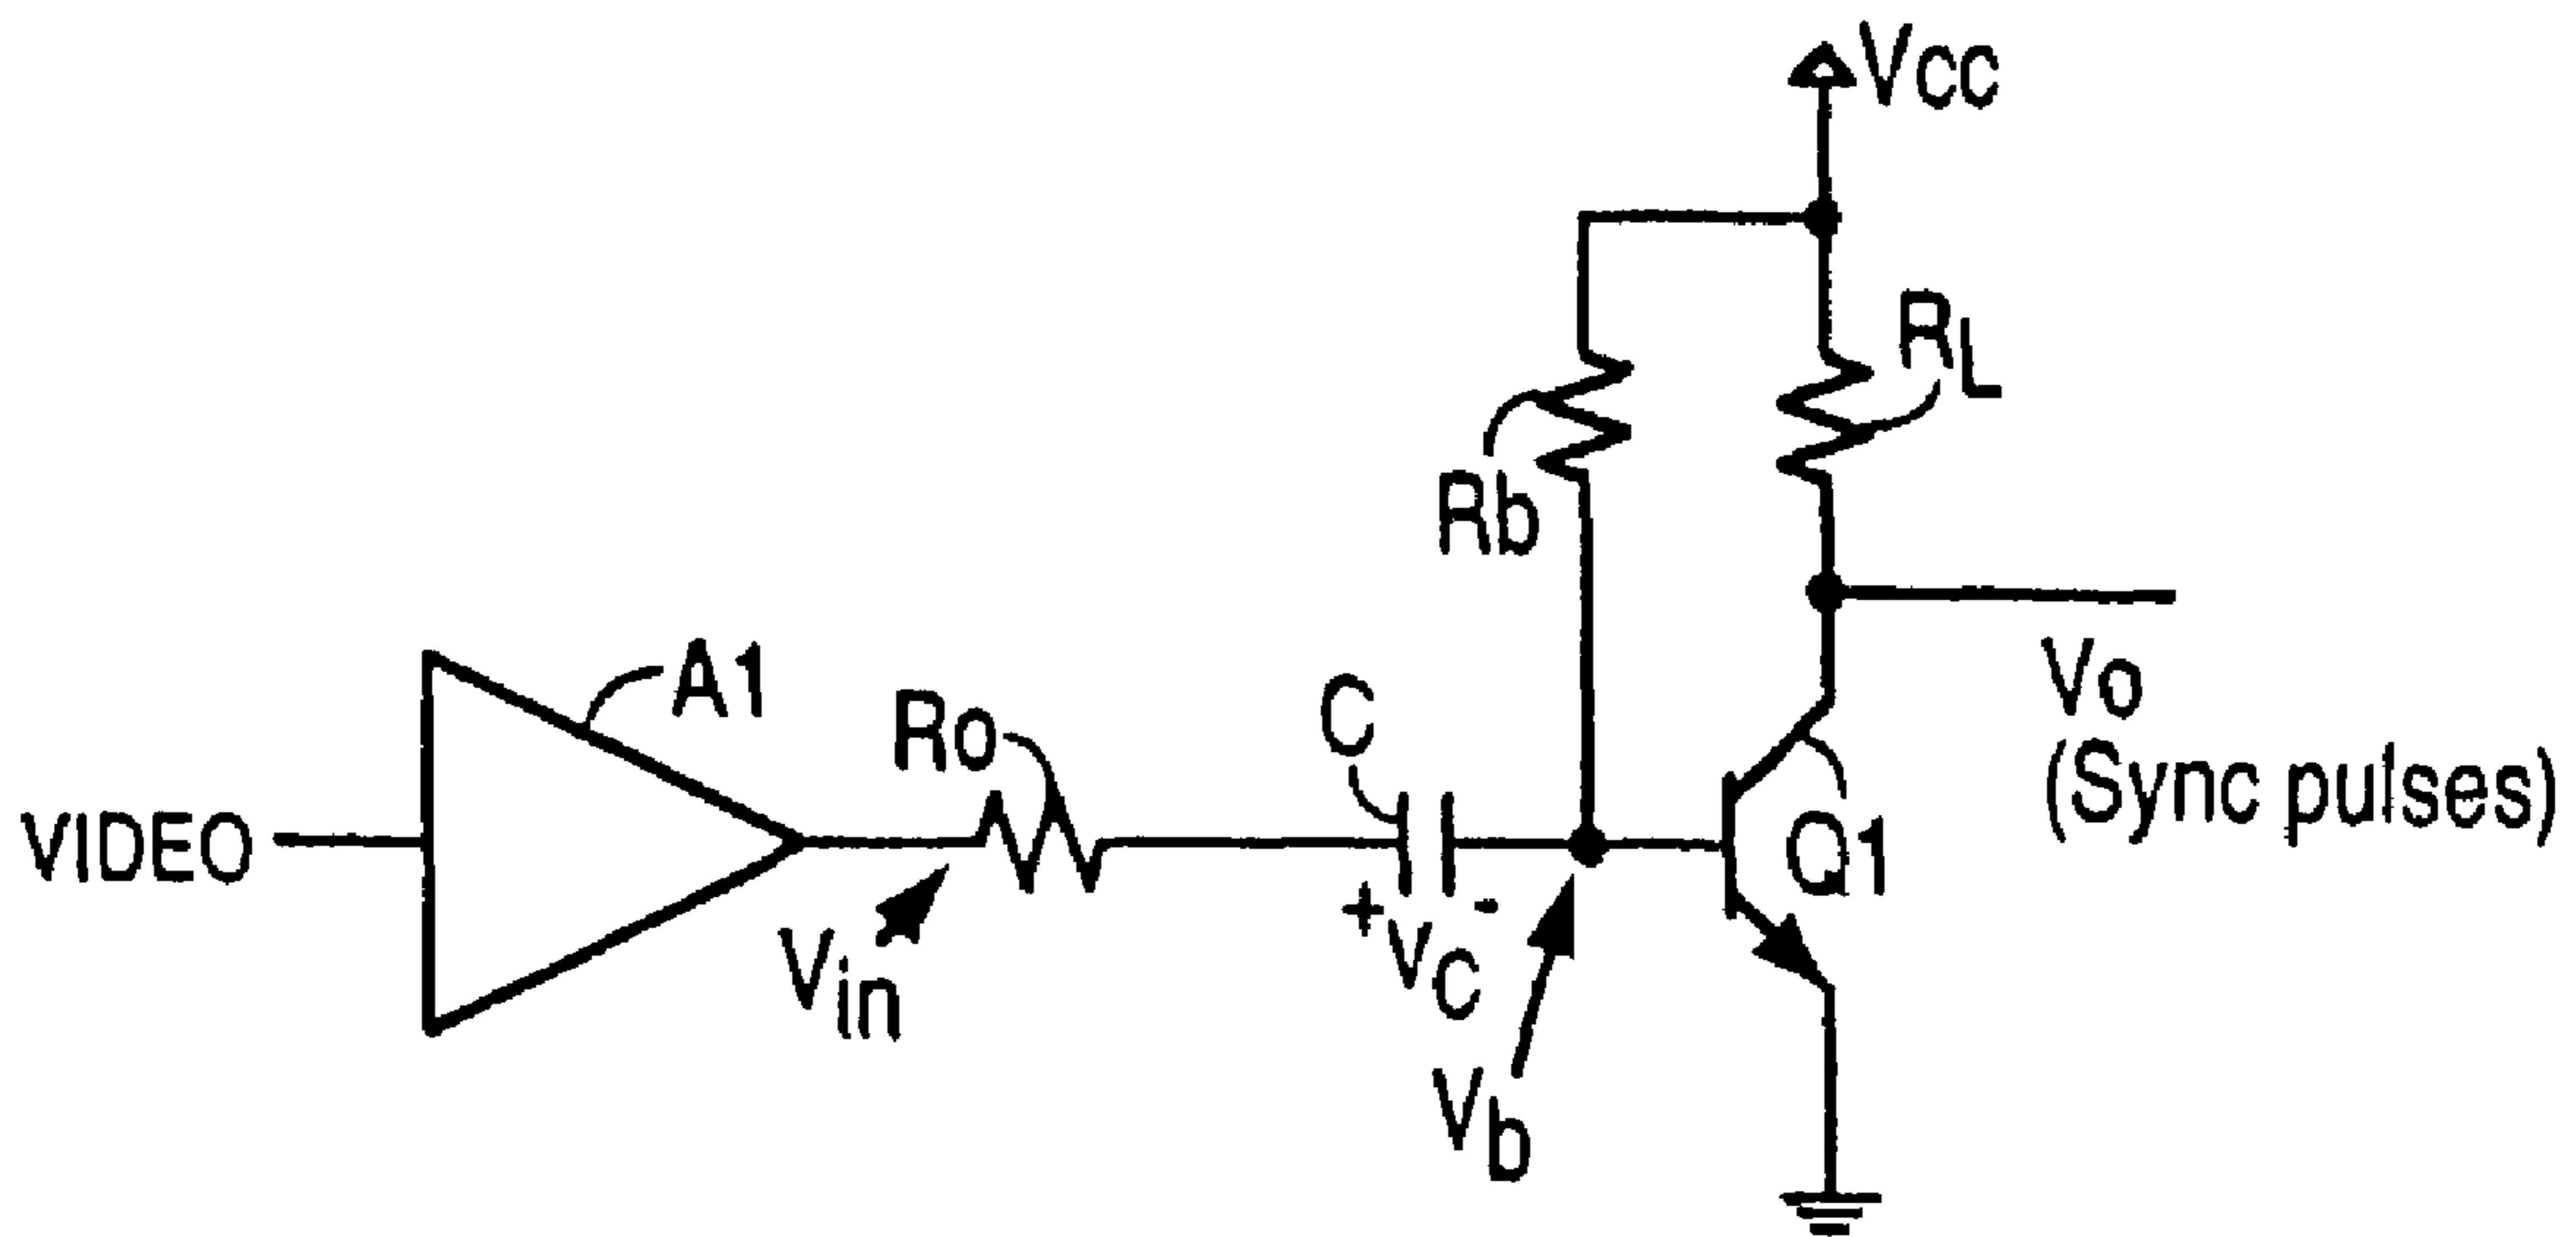 Vcc
RL
Rb
A1
Ro
C
Vo
(Sync pulses)
VIDEO
Q1
+ Vc -
Vin
Vb